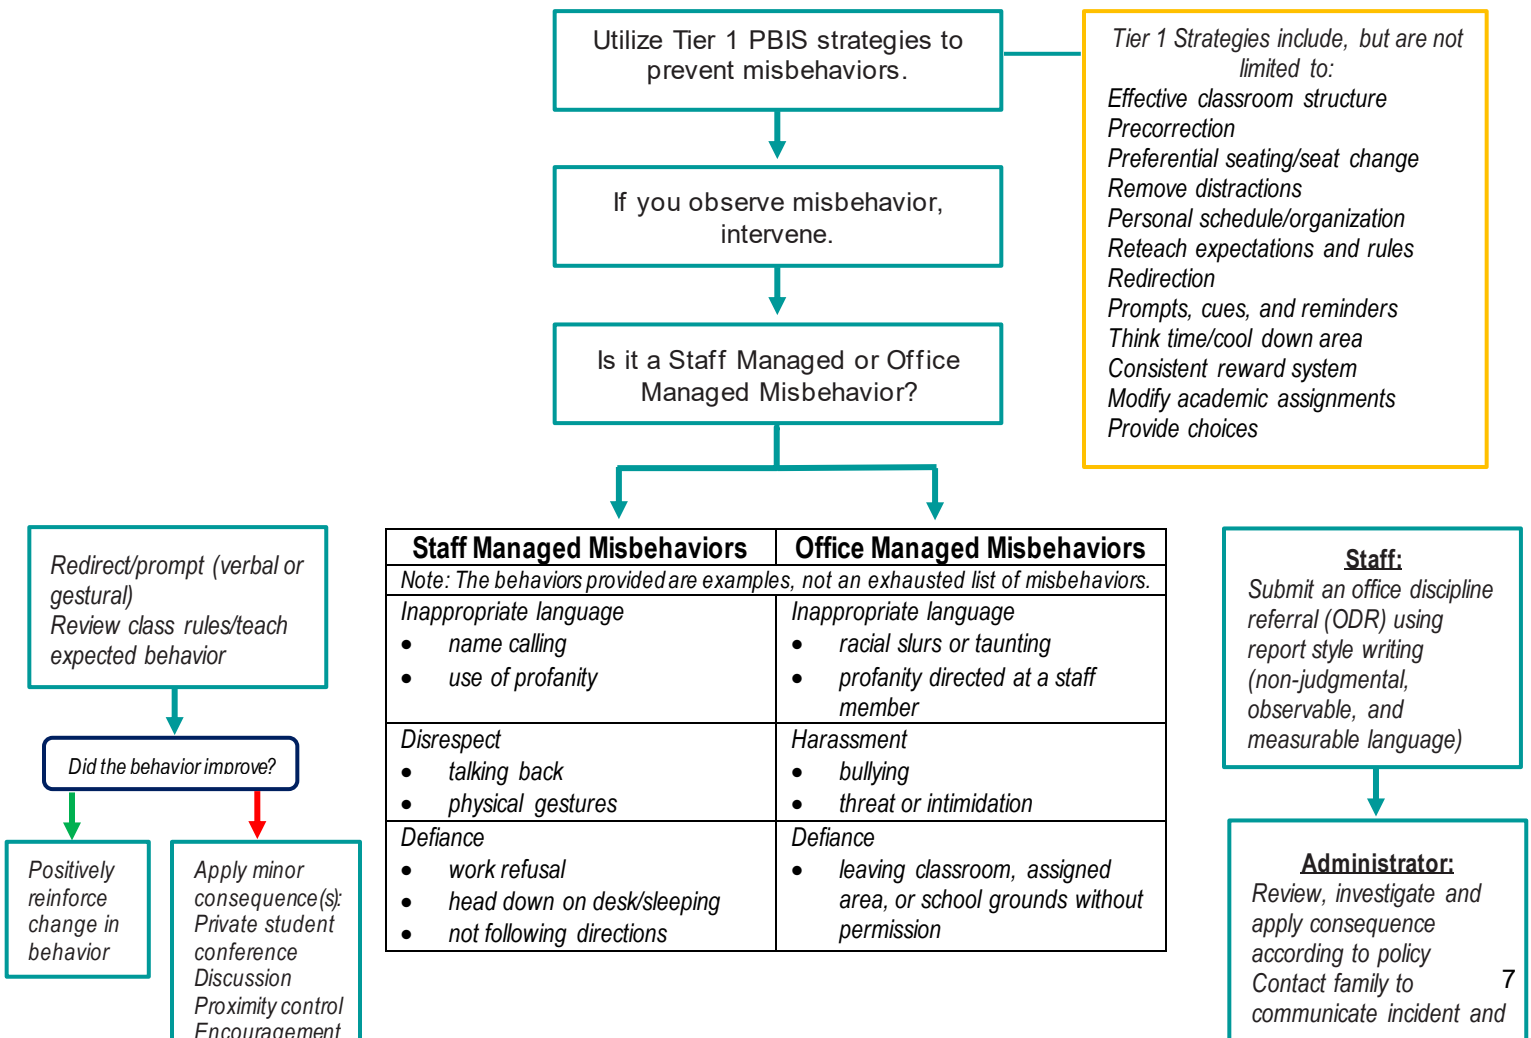 Utilize Tier 1 PBIS strategies to
prevent misbehaviors.
Tier 1 Strategies include, but are not
limited to:
Effective classroom structure
Precorrection
Preferential seating/seat change
Remove distractions
Personal schedule/organization
Reteach expectations and rules
Redirection
Prompts, cues, and reminders
Think time/cool down area
Consistent reward system
Modify academic assignments
Provide choices
If you observe misbehavior,
intervene.
Is it a Staff Managed or Office
Managed Misbehavior?
Redirect/prompt (verbal or
gestural)
Review class rules/teach
expected behavior
Did the behavior improve?
Positively
reinforce
change in
behavior
Apply minor
consequence(s):
Private student
conference
Discussion
Proximity control
Encouragement
Staff Managed Misbehaviors
Office Managed Misbehaviors
Note: The behaviors provided are examples, not an exhausted list of misbehaviors.
Inappropriate language
• name calling
• use of profanity
Inappropriate language
• racial slurs or taunting
• profanity directed at a staff
member
Disrespect
• talking back
• physical gestures
Harassment
• bullying
• threat or intimidation
Defiance
• work refusal
• head down on desk/sleeping
• not following directions
Defiance
• leaving classroom, assigned
area, or school grounds without
permission
Staff:
Submit an office discipline
referral (ODR) using
report style writing
(non-judgmental,
observable, and
measurable language)
Administrator:
Review, investigate and
apply consequence
according to policy
Contact family to
communicate incident and
7